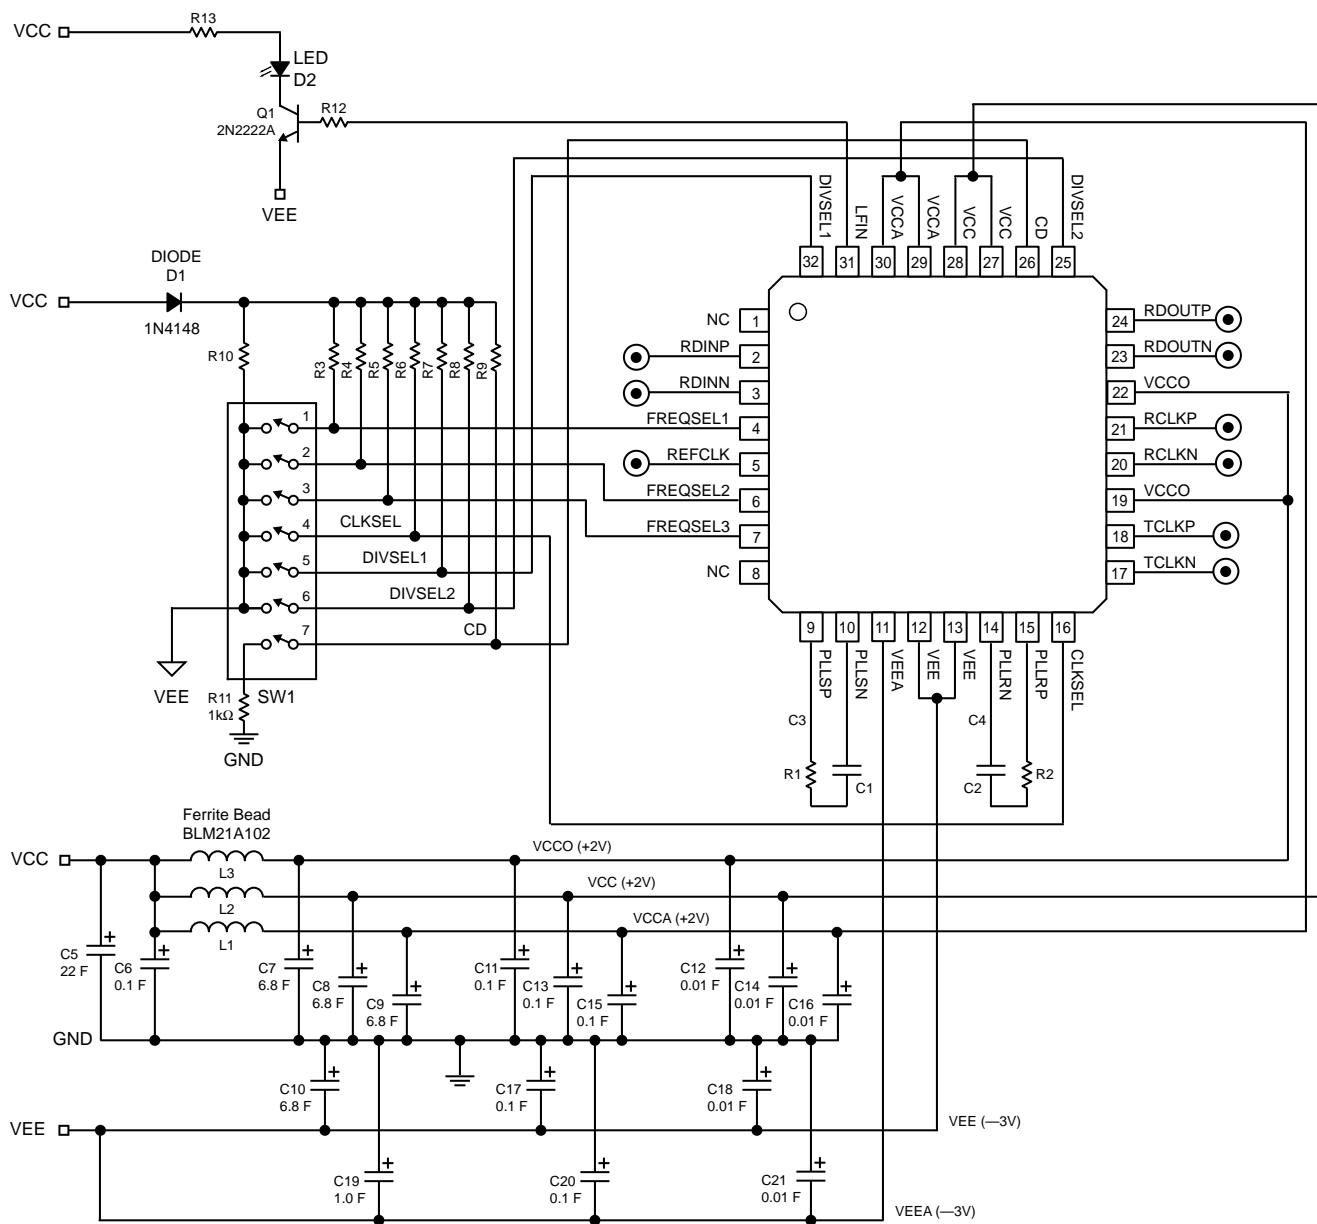 R13
VCC
LED
D2
Q1
2N2222A
R12
VEE
DIVSEL1
LFIN
VCCA
VCCA
VCC
VCC
CD
DIVSEL2
32
31
30
29
28
27
26
25
DIODE
D1
VCC
1N4148
R10
R3
R4
R5
R6
R7
R8
R9
NC
1
RDINP
2
RDINN
3
FREQSEL1
4
REFCLK
5
FREQSEL2
6
FREQSEL3
7
NC
8
24
RDOUTP
23
RDOUTN
22
VCCO
21
RCLKP
20
RCLKN
19
VCCO
18
TCLKP
17
TCLKN
1
2
3
4
CLKSEL
5
DIVSEL1
6
DIVSEL2
7
CD
VEE
R11
1kΩ
SW1
GND
9
10
11
12
13
14
15
16
PLLSP
PLLSN
VEEA
VEE
VEE
PLLRN
PLLRP
CLKSEL
C3
C4
R1
C1
C2
R2
Ferrite Bead
BLM21A102
VCC
L3
VCCO (+2V)
L2
VCC (+2V)
L1
VCCA (+2V)
C5
22 F
C6
0.1 F
C7
6.8 F
C8
6.8 F
C9
6.8 F
C11
0.1 F
C13
0.1 F
C15
0.1 F
C12
0.01 F
C14
0.01 F
C16
0.01 F
GND
C10
6.8 F
C17
0.1 F
C18
0.01 F
VEE
VEE (—3V)
C19
1.0 F
C20
0.1 F
C21
0.01 F
VEEA (—3V)